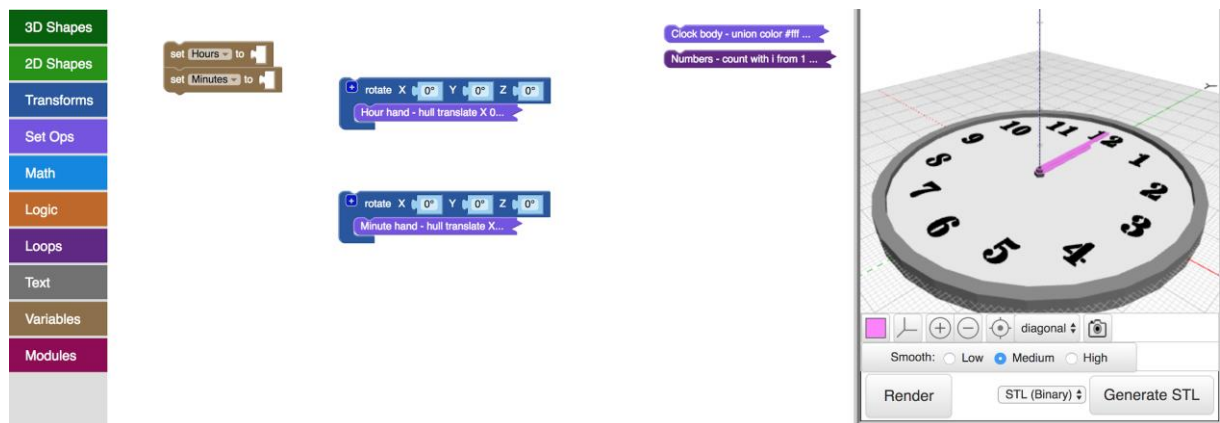 3D Shapes
2D Shapes
Transforms
Set Ops
Math
Logic
Loops
Text
Variables
Modules
set Hours to
set Minutes to
rotate X 0° Y 0° Z 0°
Hour hand - hull translate X 0...
rotate X 0° Y 0° Z 0°
Minute hand - hull translate X...
Clock body - union color #fff ...
Numbers - count with i from 1 ...
Y
12
1
2
3
4
5
6
7
8
9
10
11
diagonal
Smooth: Low Medium High
Render STL (Binary) Generate STL